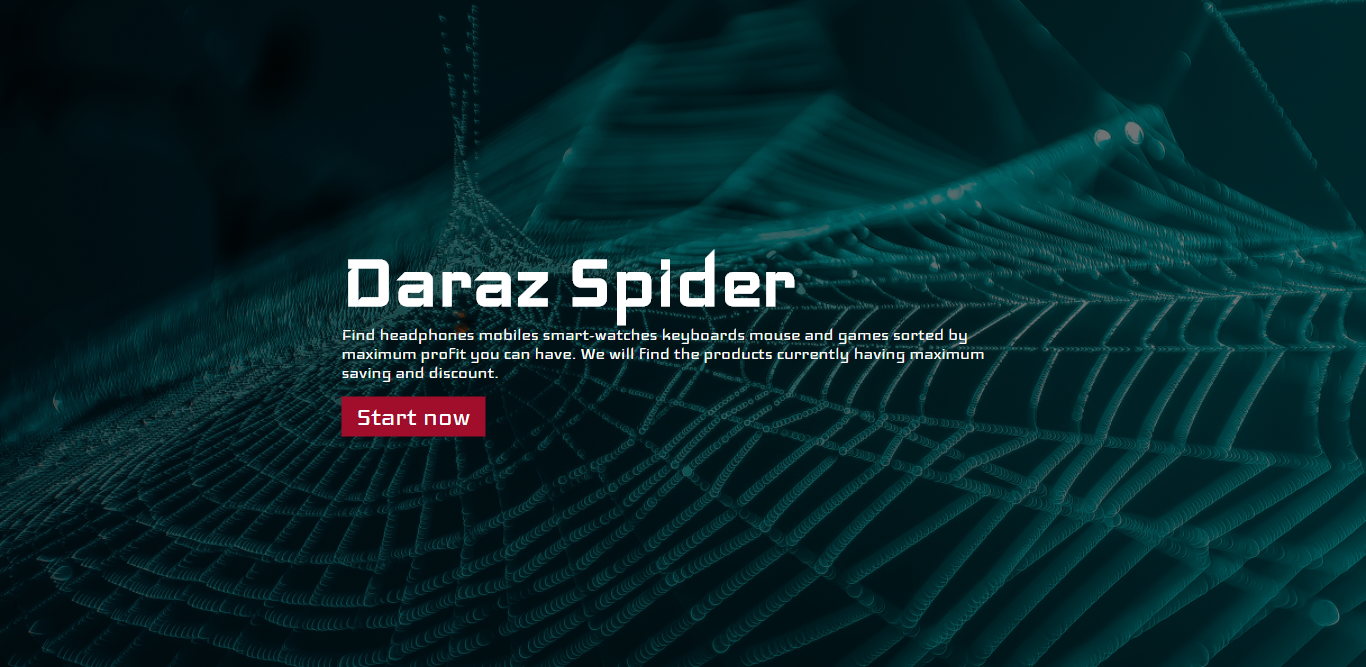 Daraz Spider
Find headphones mobiles smart-watches keyboards mouse and games sorted by
maximum profit you can have. We will find the products currently having maximum
saving and discount.
Start now